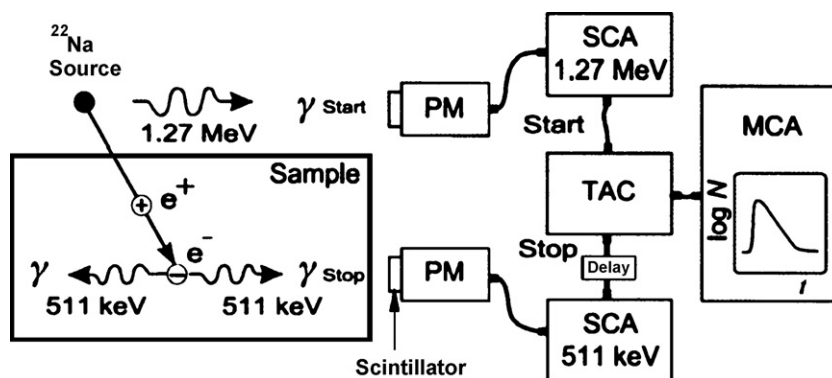 ²²Na
Source
1.27 MeV
γ Start
PM
SCA
1.27 MeV
Start
MCA
log N
t
TAC
Sample
e⁺
+
e⁻
−
γ
511 keV
511 keV
γ Stop
PM
Stop
Delay
SCA
511 keV
Scintillator